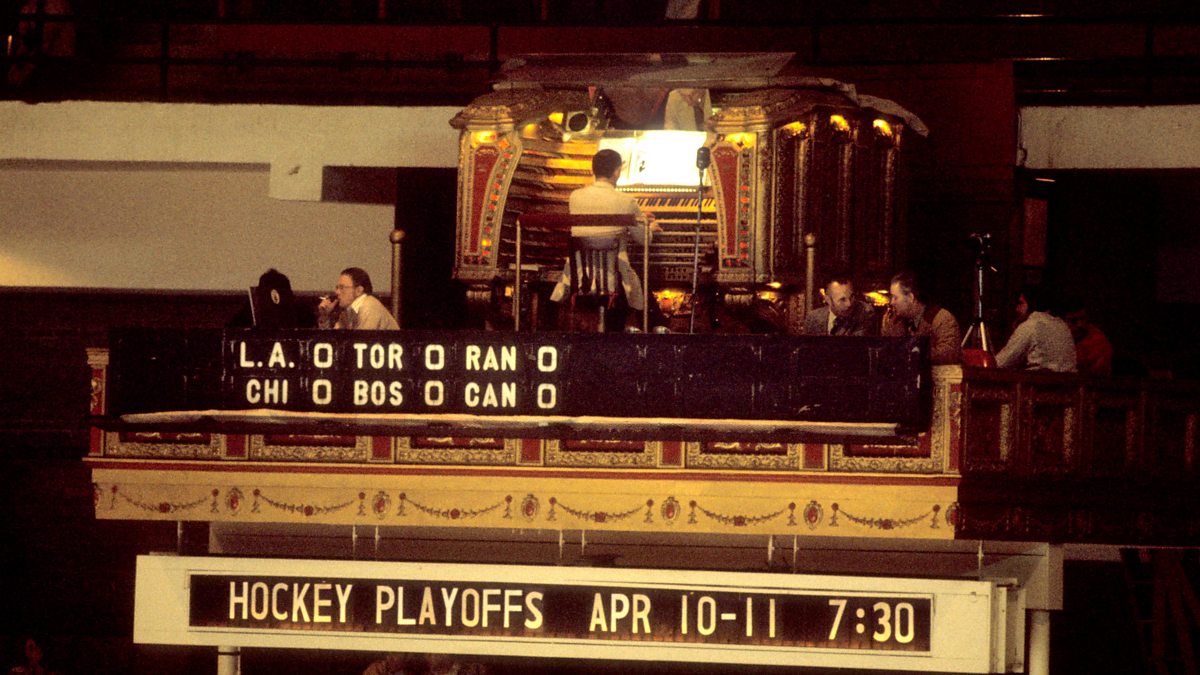 L.A. 0 TOR 0 RAN 0
CHI 0 BOS 0 CAN 0
HOCKEY PLAYOFFS APR 10-11 7:30